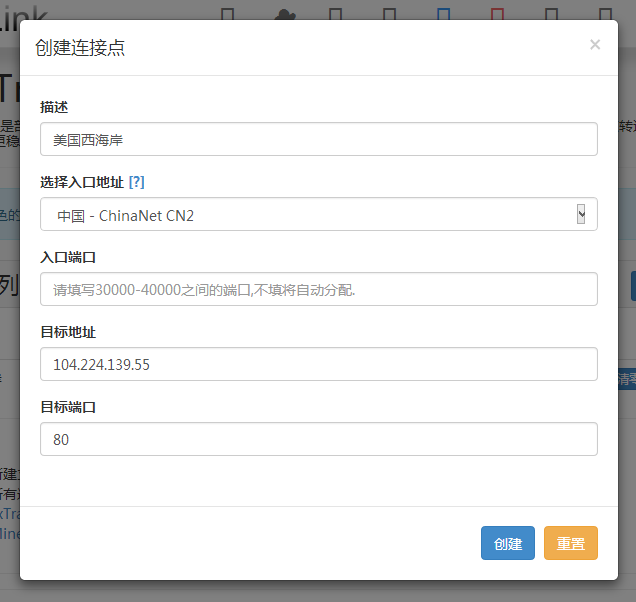 Link
创建连接点
×
描述
美国西海岸
选择入口地址 [?]
中国 - ChinaNet CN2
入口端口
请填写30000-40000之间的端口,不填将自动分配.
目标地址
104.224.139.55
目标端口
80
创建 重置